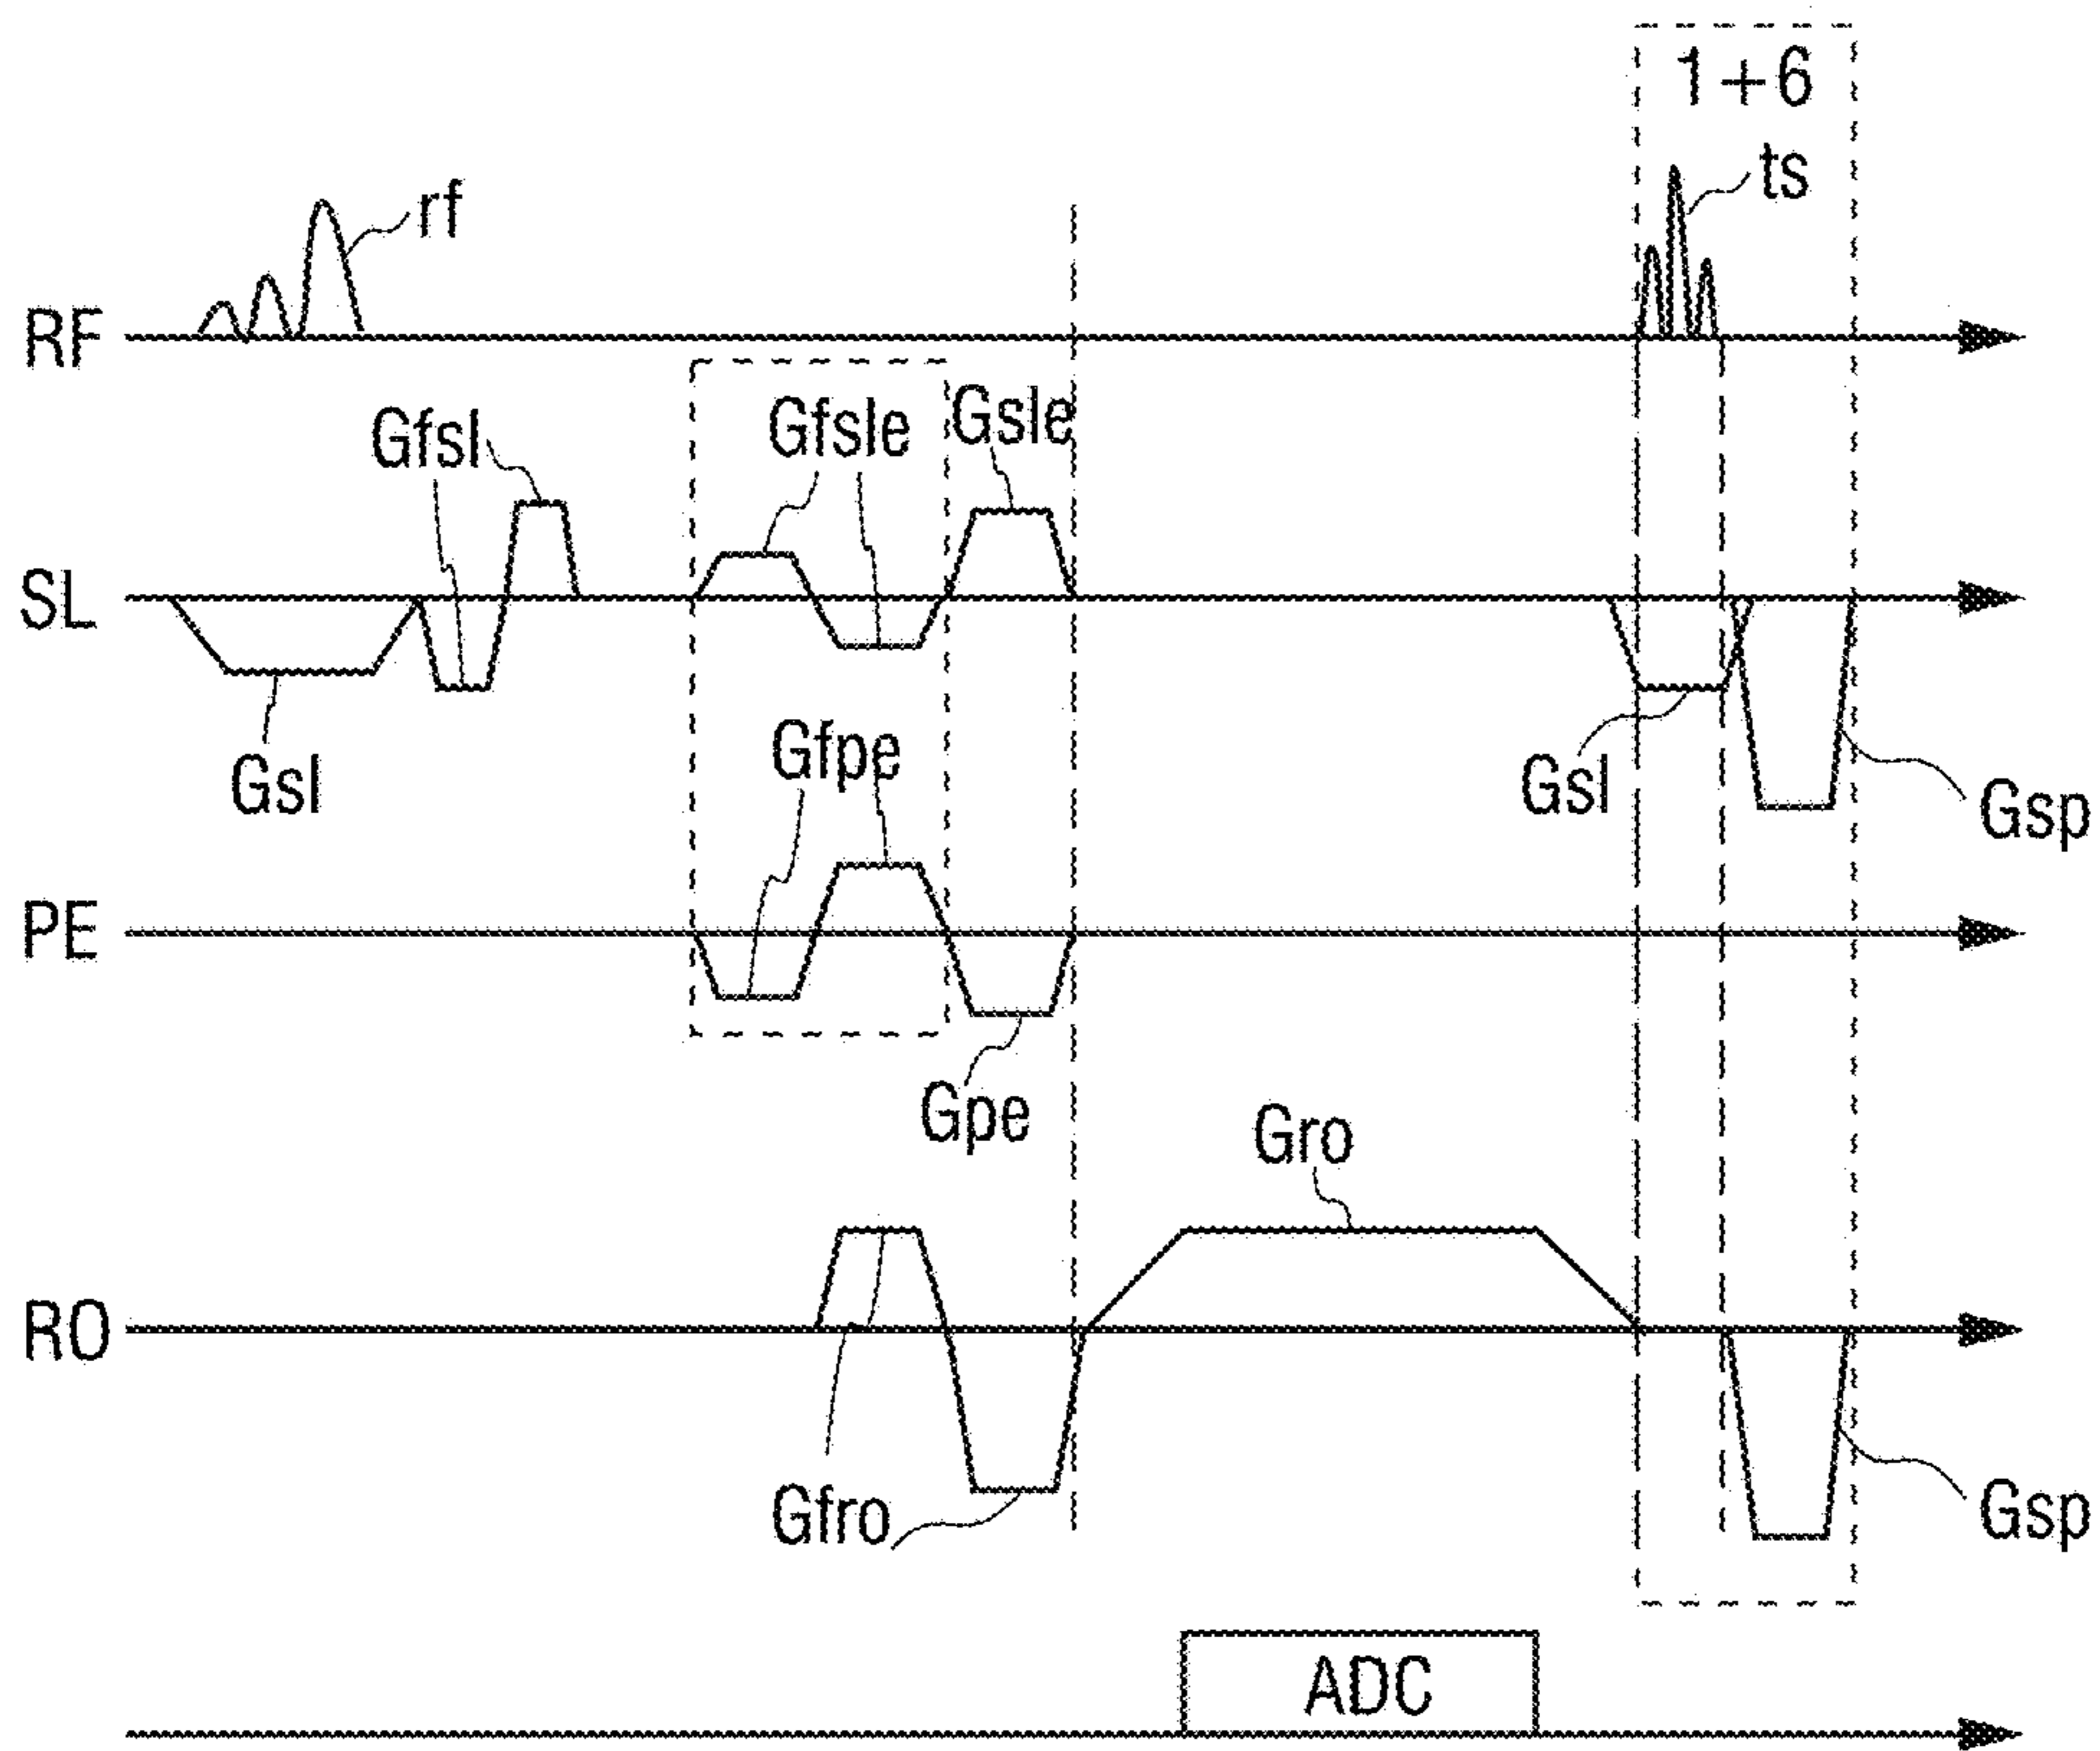 1+6
ts
rf
RF
Gfsl
Gfsle
Gsle
SL
Gsl
Gsl
Gsp
Gfpe
PE
Gpe
Gro
RO
Gfro
Gsp
ADC